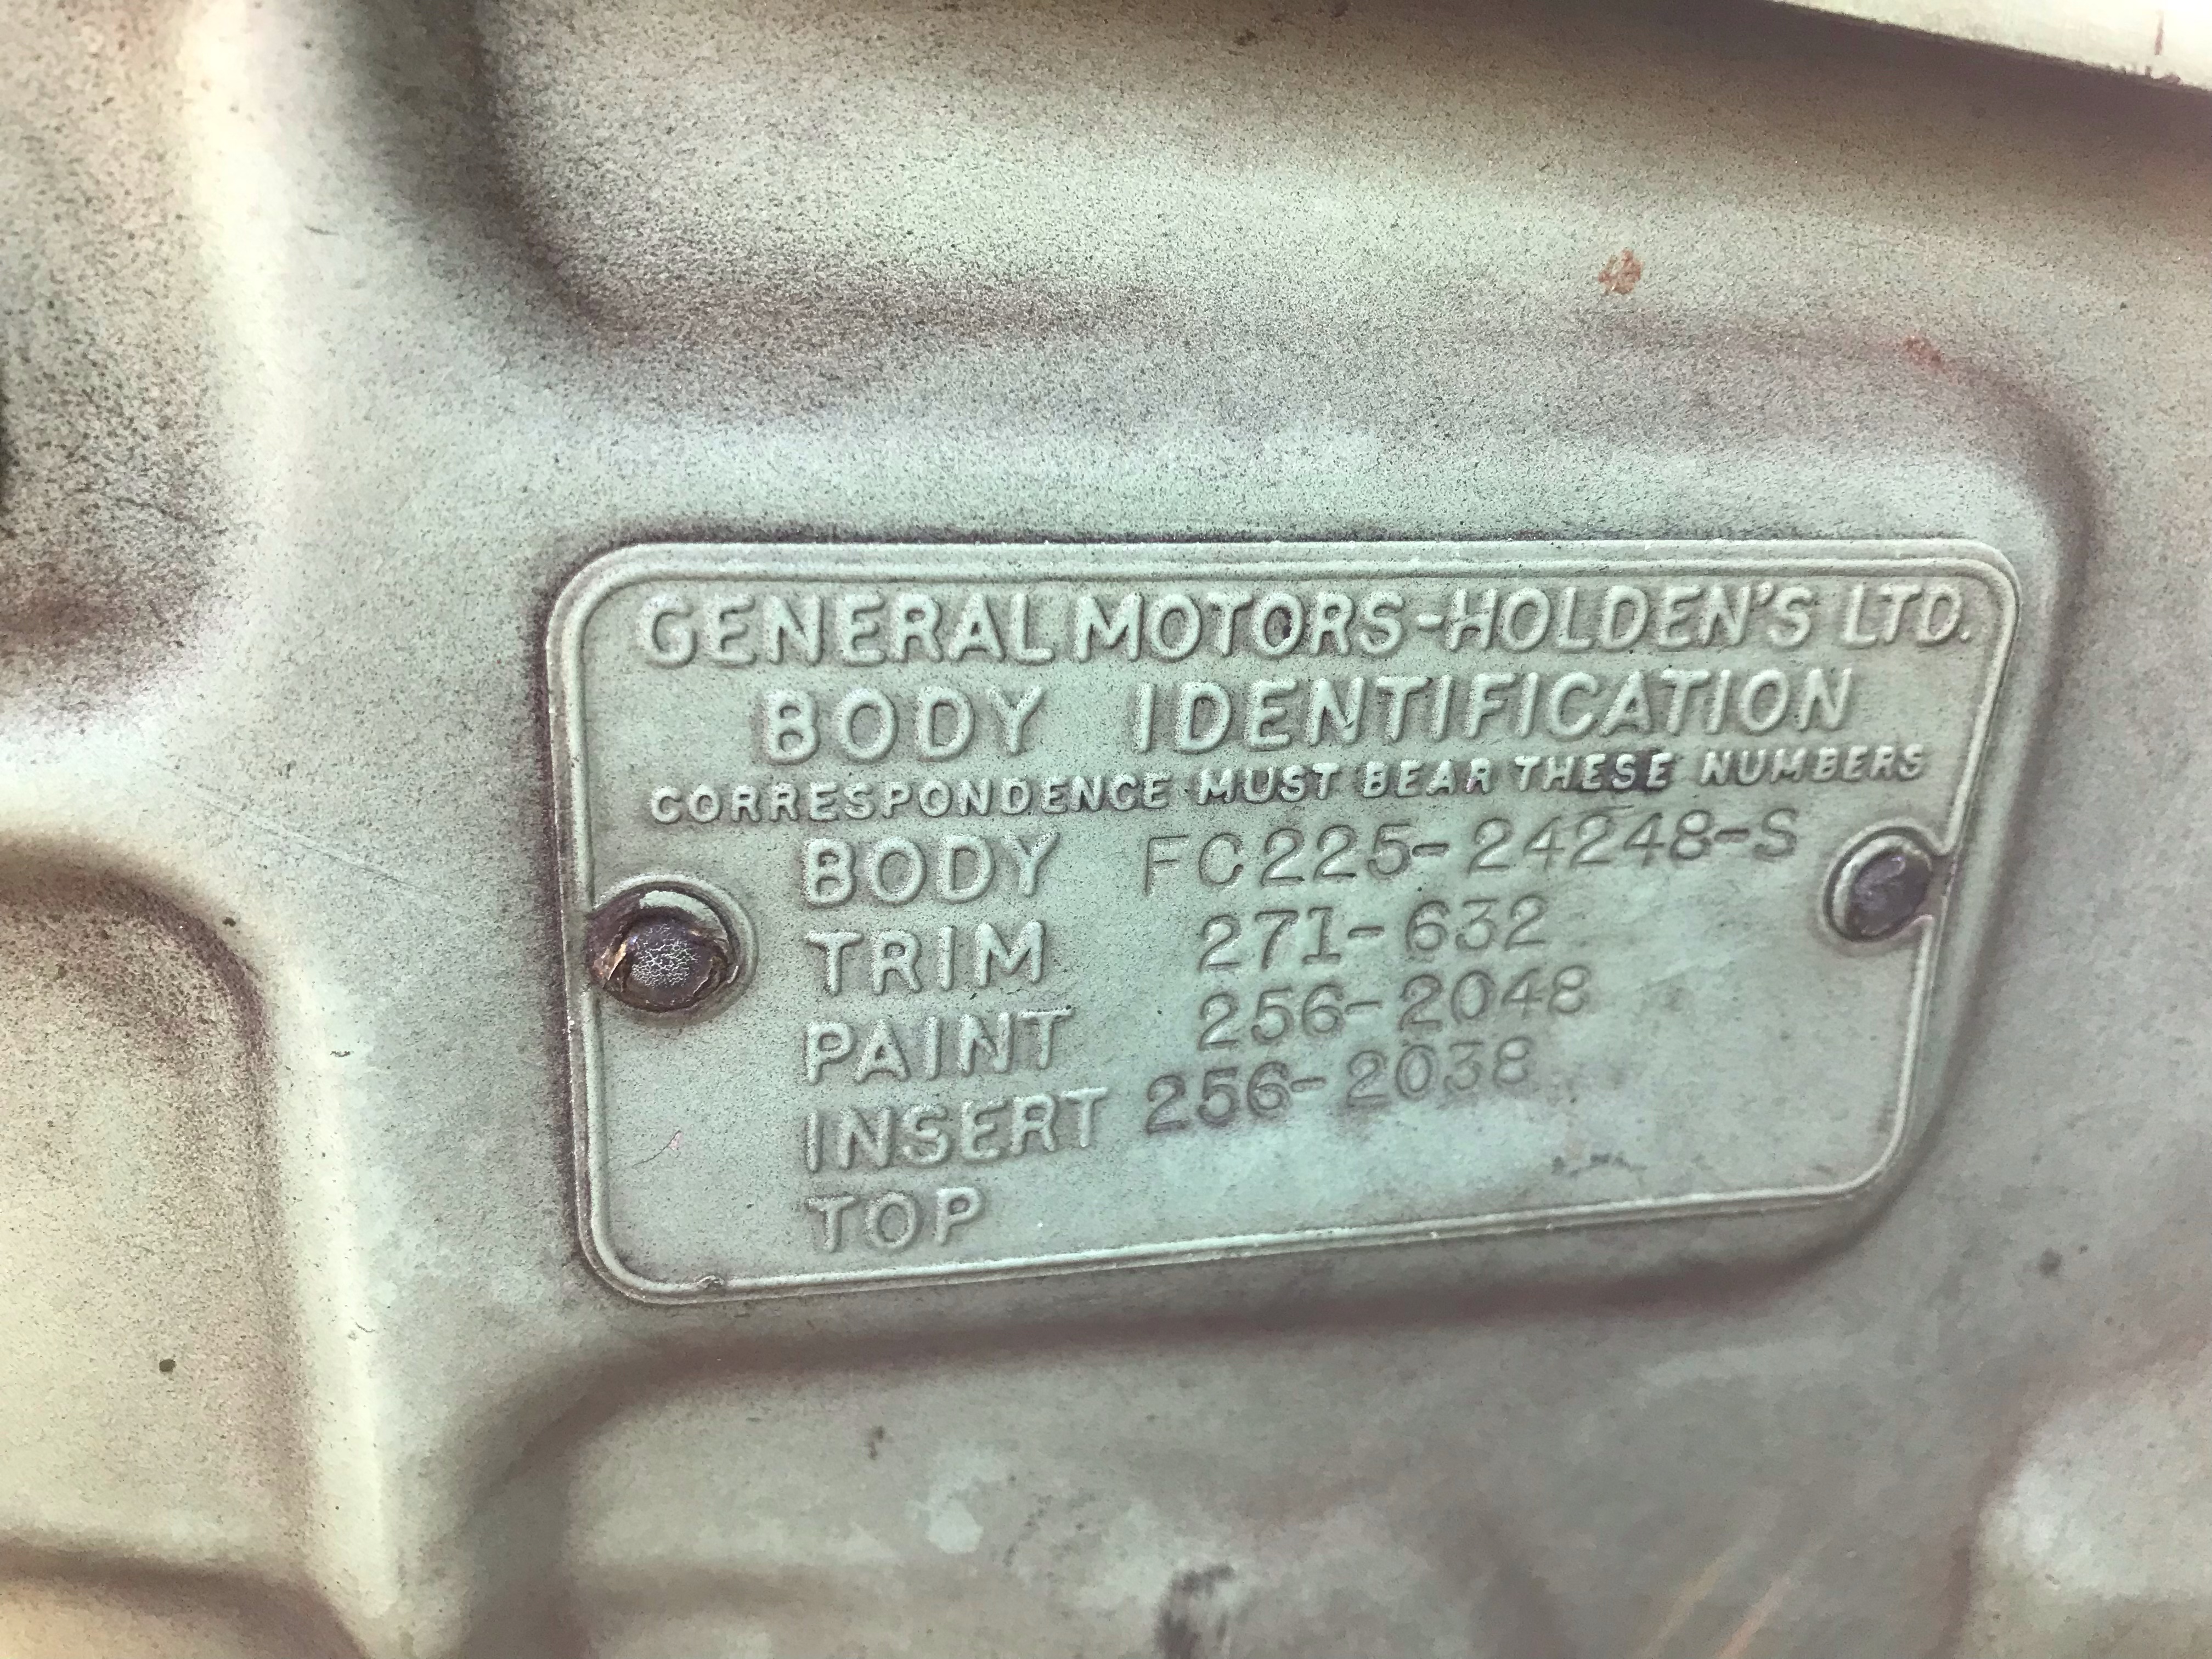 GENERAL MOTORS-HOLDEN'S LTD.
BODY IDENTIFICATION
CORRESPONDENCE MUST BEAR THESE NUMBERS
BODY FC225-24248-S
TRIM 271-632
PAINT 256-2048
INSERT 256-2038
TOP